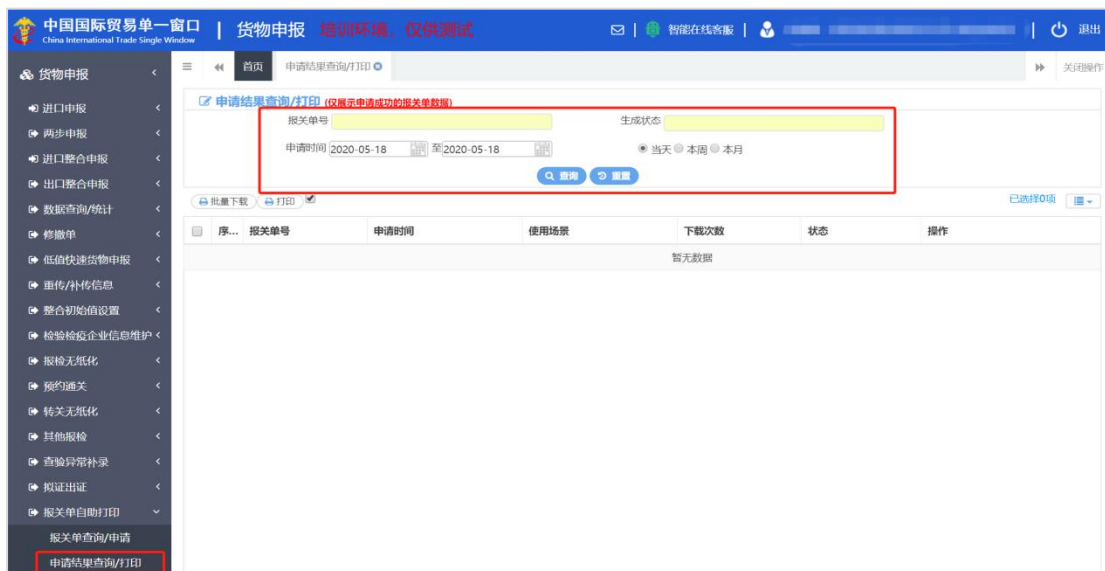 中国国际贸易单一窗口 | 货物申报 培训环境，仅供测试 | 智能在线客服 | 退出
China International Trade Single Window
货物申报
首页 申请结果查询/打印 关闭操作
进口申报
两步申报
进口整合申报
出口整合申报
数据查询/统计
修撤单
低值快速货物申报
重传/补传信息
整合初始值设置
检验检疫企业信息维护
报检无纸化
预约通关
转关无纸化
其他报检
查验异常补录
拟证出证
报关单自助打印
报关单查询/申请
申请结果查询/打印
申请结果查询/打印 (仅展示申请成功的报关单数据)
报关单号 生成状态
申请时间 2020-05-18 至 2020-05-18 当天 本周 本月
查询 重置
批量下载 打印 已选择0项
序... 报关单号 申请时间 使用场景 下载次数 状态 操作
暂无数据